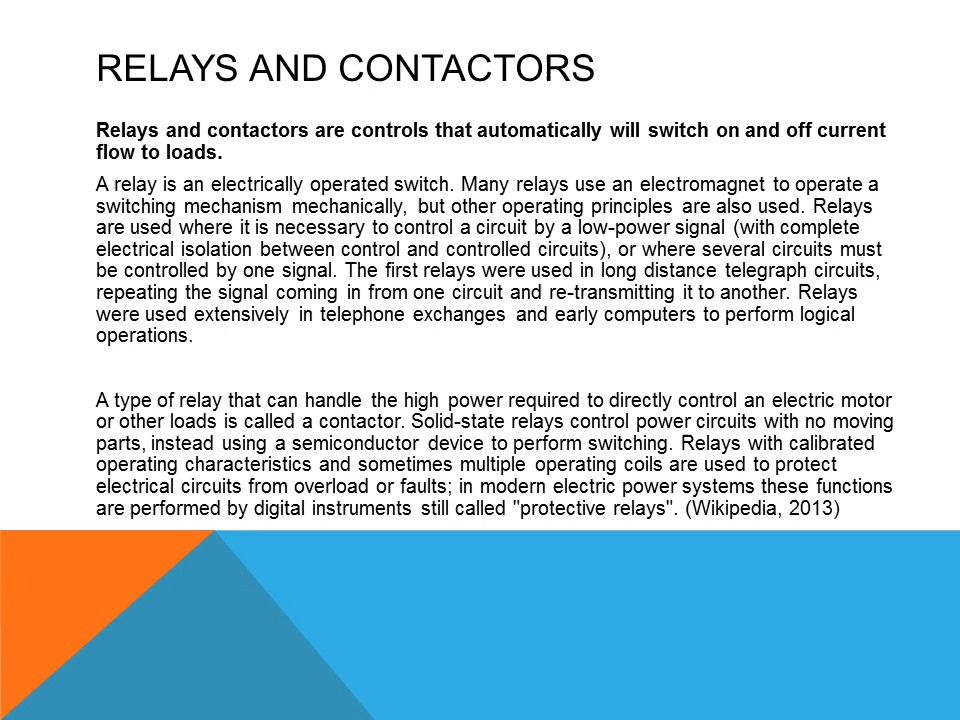 RELAYS AND CONTACTORS
Relays and contactors are controls that automatically will switch on and off current
flow to loads.
A relay is an electrically operated switch. Many relays use an electromagnet to operate a
switching mechanism mechanically, but other operating principles are also used. Relays
are used where it is necessary to control a circuit by a low-power signal (with complete
electrical isolation between control and controlled circuits), or where several circuits must
be controlled by one signal. The first relays were used in long distance telegraph circuits,
repeating the signal coming in from one circuit and re-transmitting it to another. Relays
were used extensively in telephone exchanges and early computers to perform logical
operations.
A type of relay that can handle the high power required to directly control an electric motor
or other loads is called a contactor. Solid-state relays control power circuits with no moving
parts, instead using a semiconductor device to perform switching. Relays with calibrated
operating characteristics and sometimes multiple operating coils are used to protect
electrical circuits from overload or faults; in modern electric power systems these functions
are performed by digital instruments still called "protective relays". (Wikipedia, 2013)